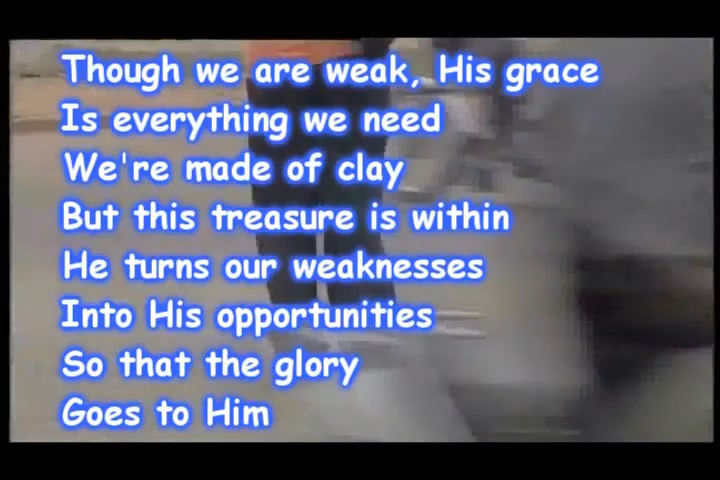 Though we are weak, His grace
Is everything we need
We're made of clay
But this treasure is within
He turns our weaknesses
Into His opportunities
So that the glory
Goes to Him